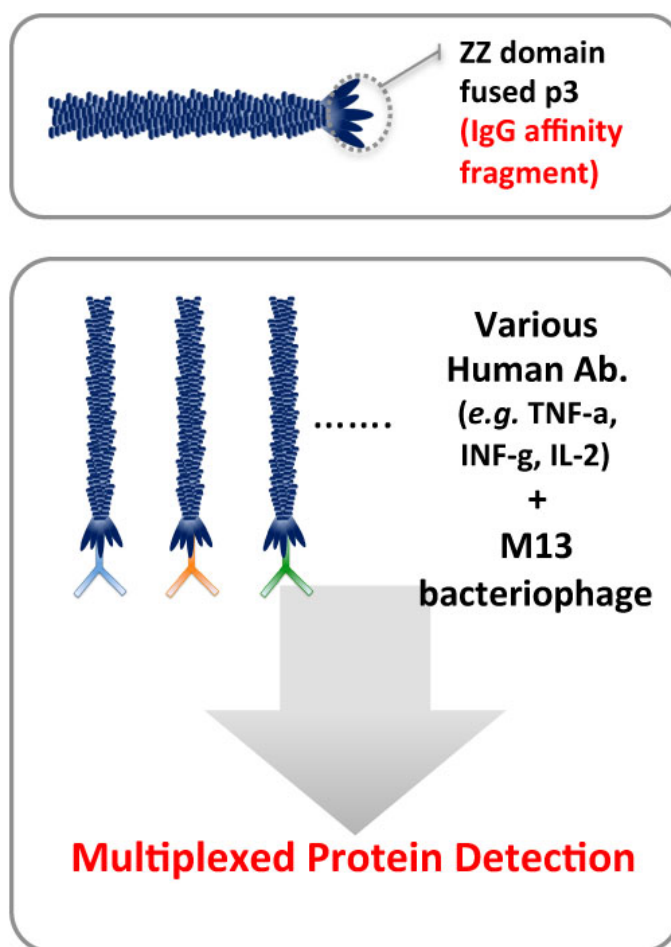 ZZ domain
fused p3
(IgG affinity
fragment)
Various
Human Ab.
(e.g. TNF-a,
INF-g, IL-2)
.......
+
M13
bacteriophage
Multiplexed Protein Detection